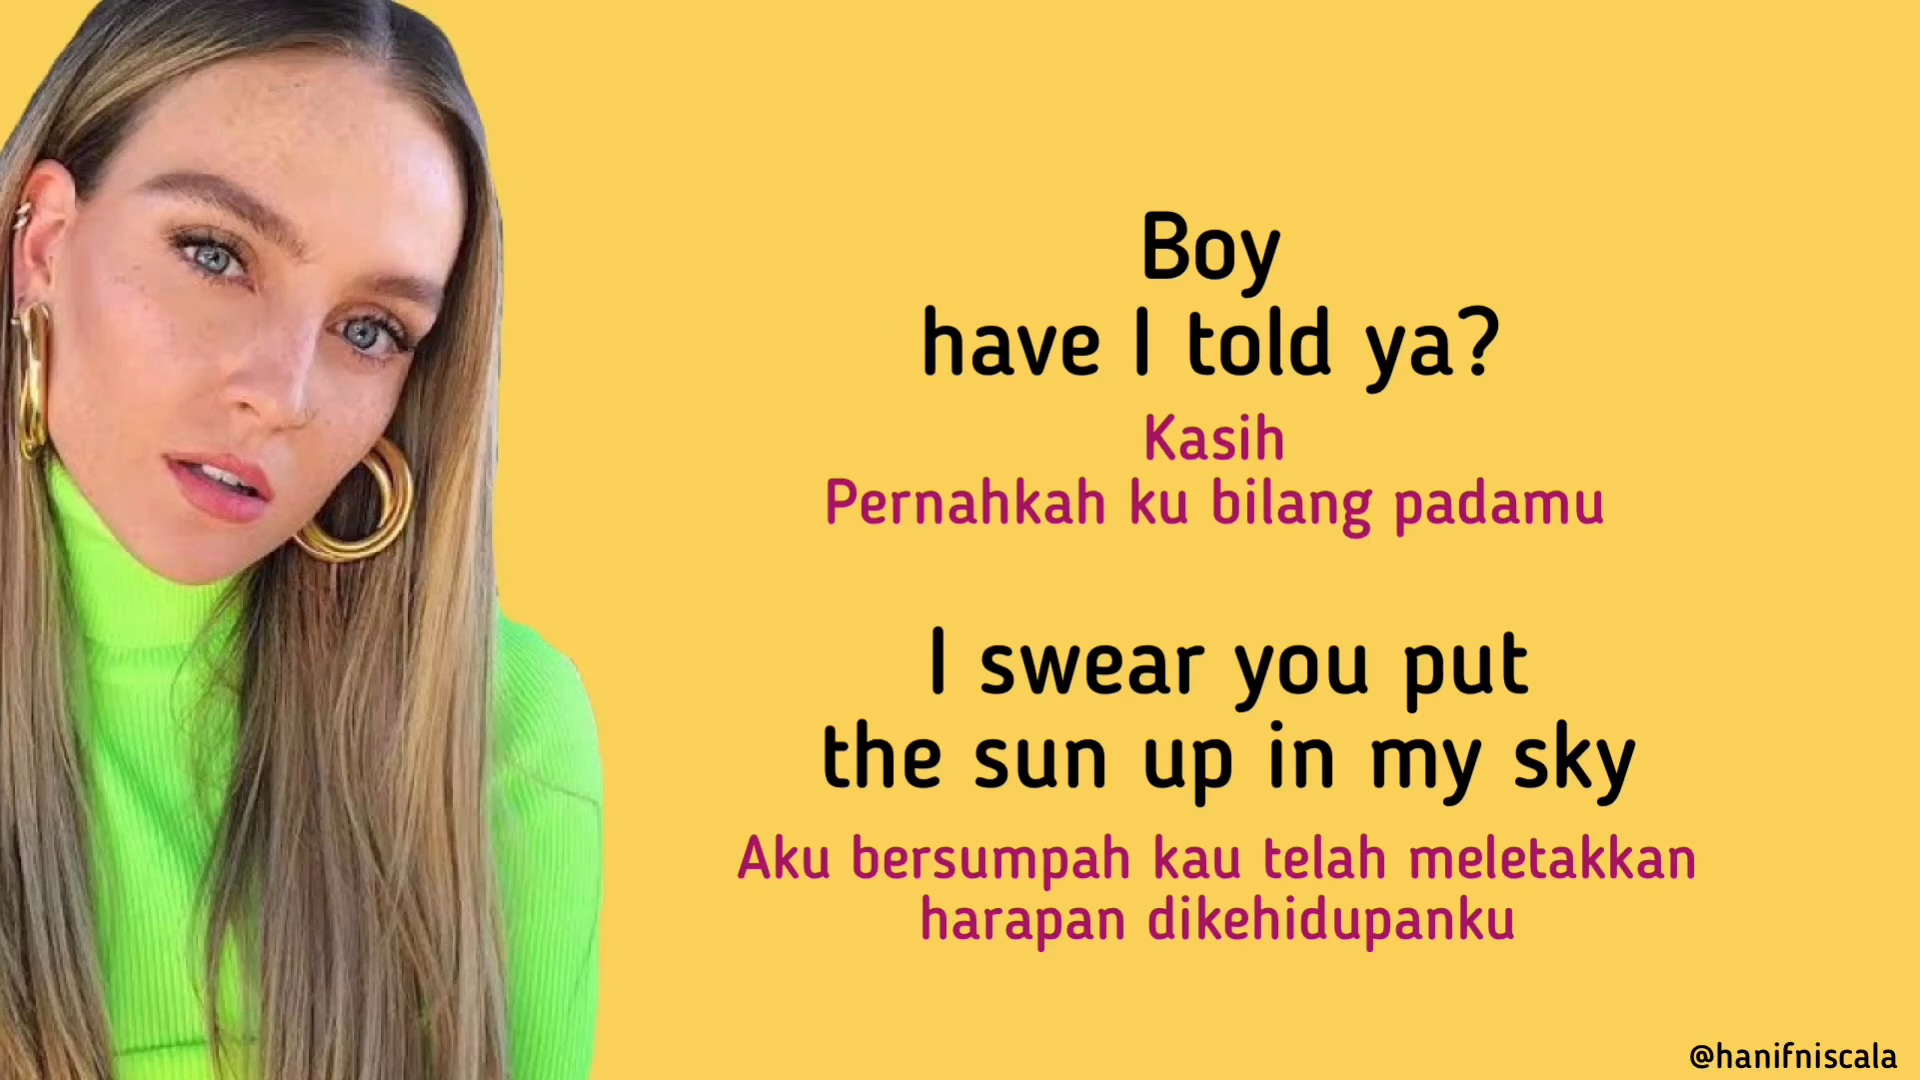 Boy
have I told ya?
Kasih
Pernahkah ku bilang padamu
I swear you put
the sun up in my sky
Aku bersumpah kau telah meletakkan
harapan dikehidupanku
@hanifniscala